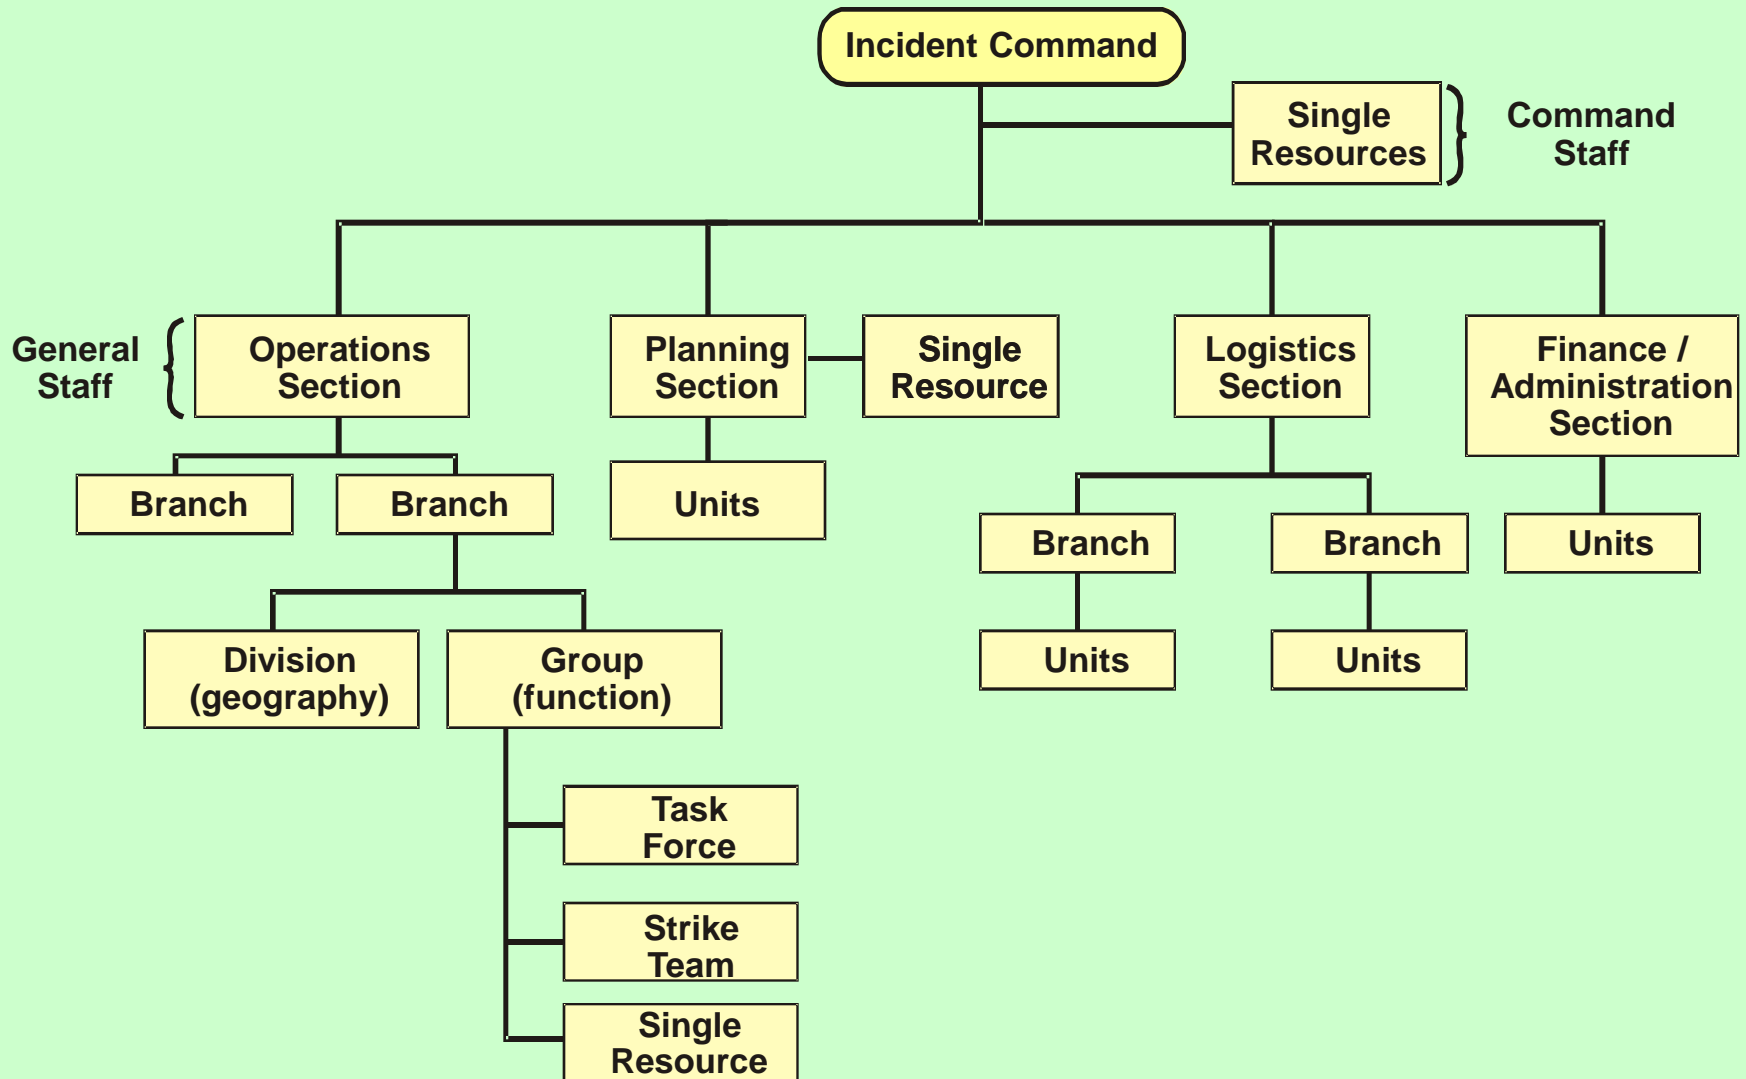 Incident Command
Single
Resources
Command
Staff
General
Staff
Operations
Section
Planning
Section
Single
Resource
Logistics
Section
Finance /
Administration
Section
Branch
Branch
Units
Branch
Branch
Units
Division
(geography)
Group
(function)
Units
Units
Task
Force
Strike
Team
Single
Resource